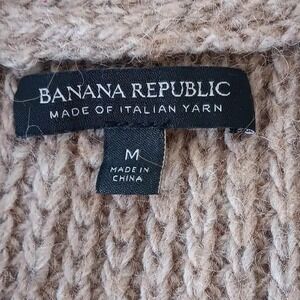 BANANA REPUBLIC
MADE OF ITALIAN YARN
M
MADE IN
CHINA